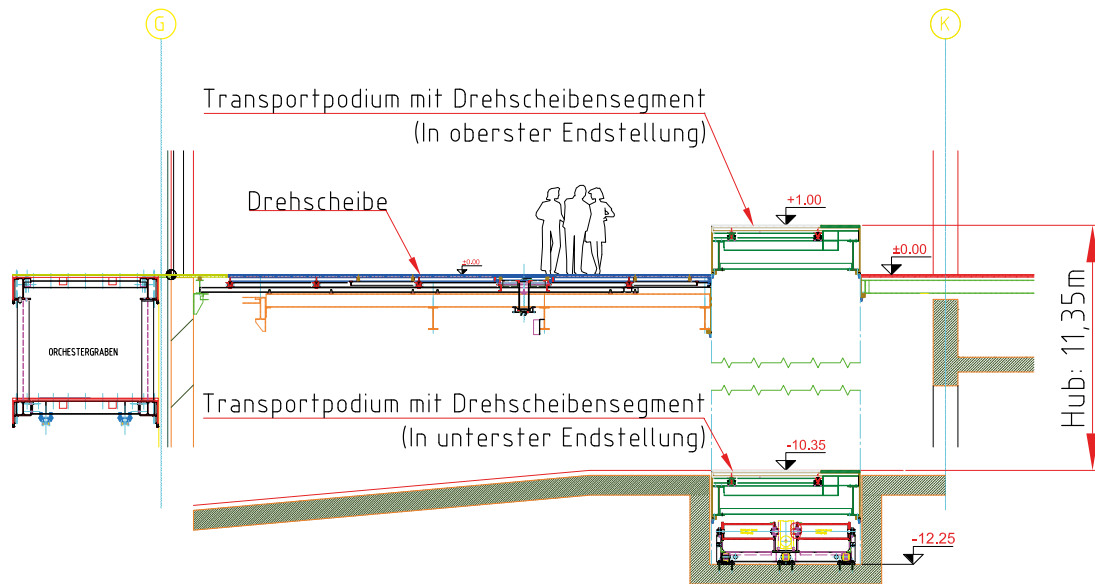 G
K
Transportpodium mit Drehscheibensegment
(In oberster Endstellung)
Drehscheibe
+1.00
±0.00
±0.00
ORCHESTERGRABEN
Hub: 11,35m
Transportpodium mit Drehscheibensegment
(In unterster Endstellung)
-10.35
-12.25